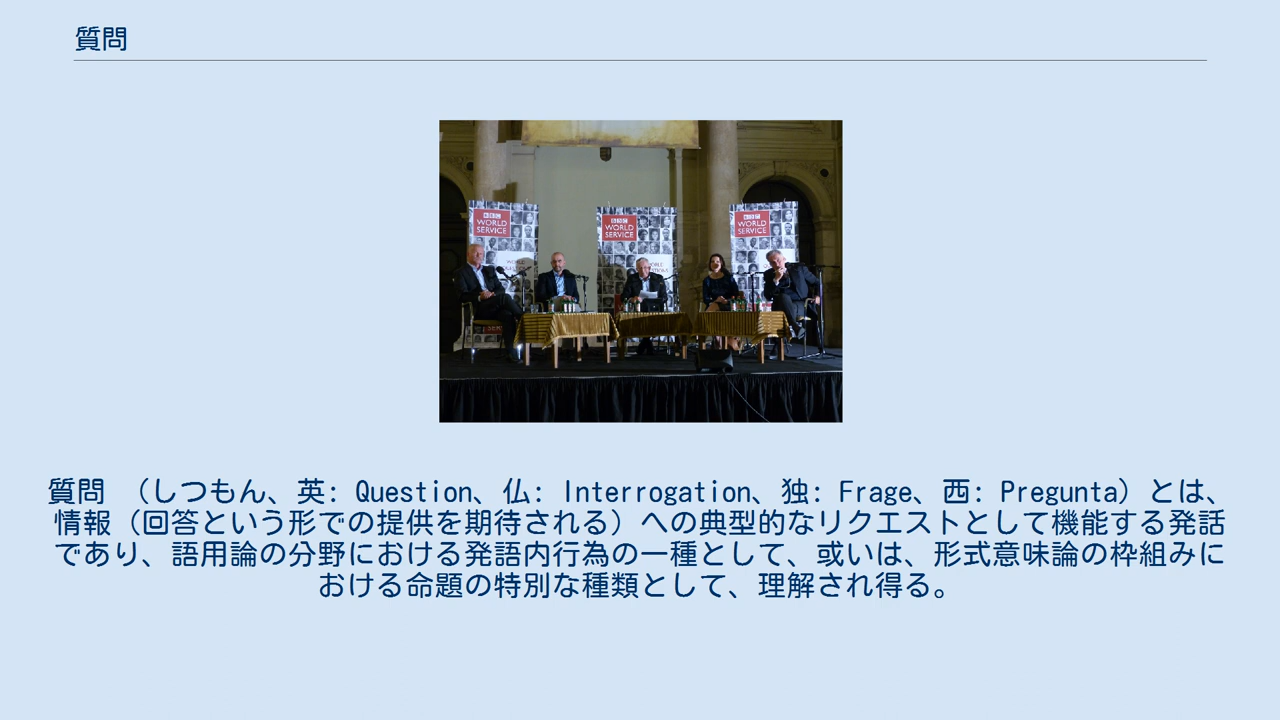 質問
BBC
WORLD
SERVICE
BBC
WORLD
SERVICE
BBC
WORLD
SERVICE
WORLD
質問　（しつもん、英: Question、仏: Interrogation、独: Frage、西: Pregunta）とは、
情報（回答という形での提供を期待される）への典型的なリクエストとして機能する発話
であり、語用論の分野における発語内行為の一種として、或いは、形式意味論の枠組みに
おける命題の特別な種類として、理解され得る。